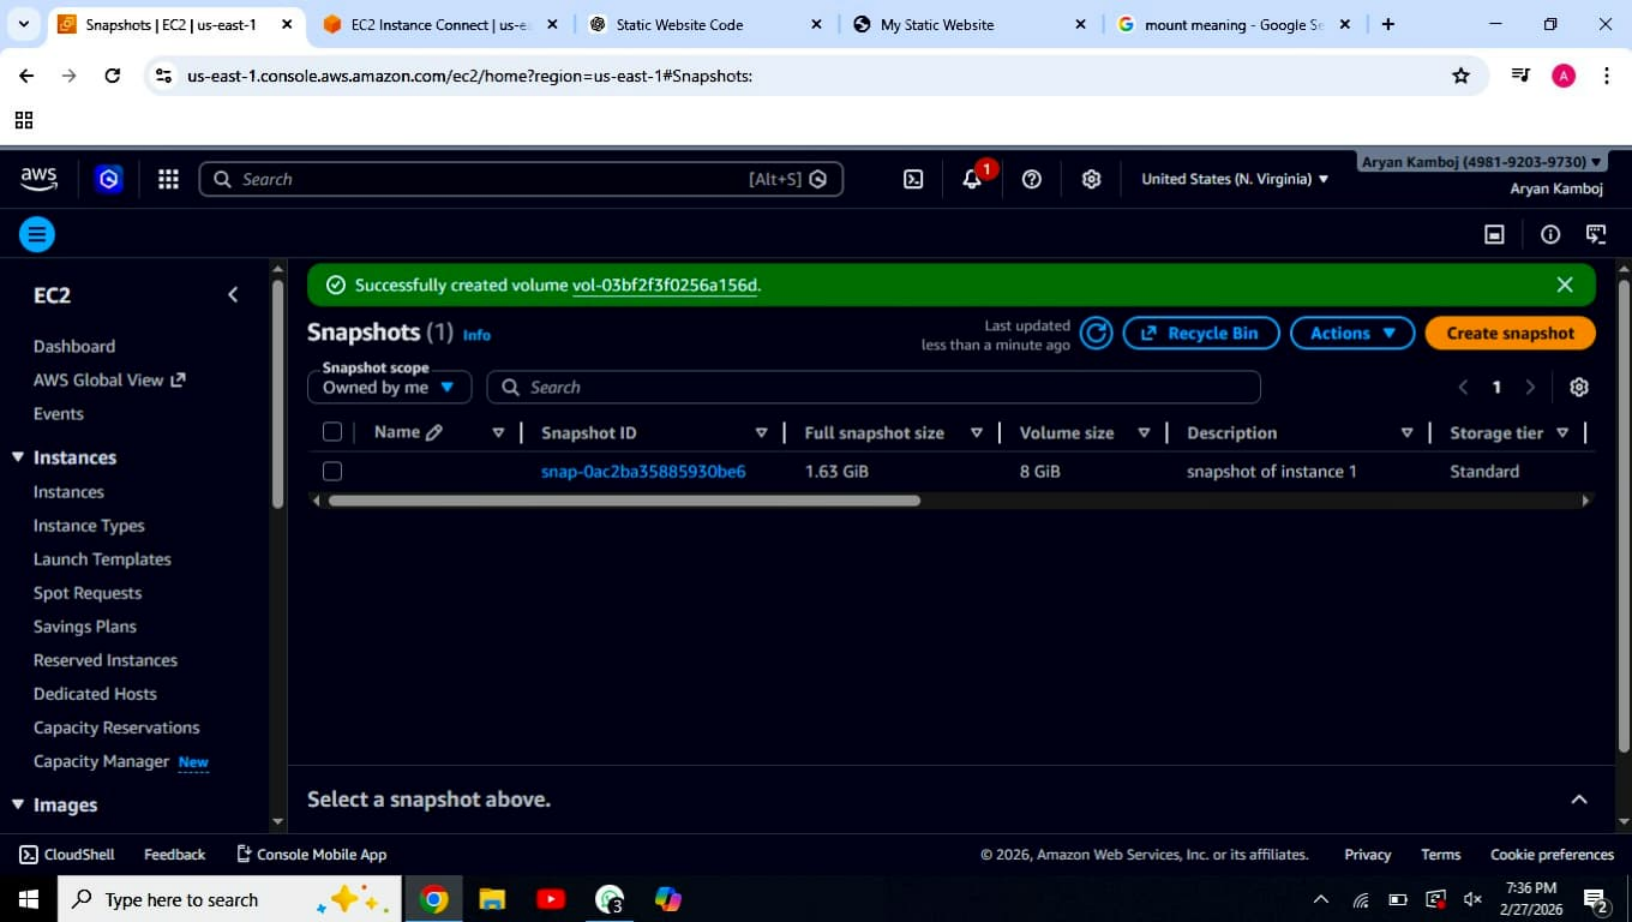 Snapshots | EC2 | us-east-1
EC2 Instance Connect | us-e
Static Website Code
My Static Website
mount meaning - Google Se
us-east-1.console.aws.amazon.com/ec2/home?region=us-east-1#Snapshots:
A
aws
Search
[Alt+S]
1
United States (N. Virginia)
Aryan Kamboj (4981-9203-9730)
Aryan Kamboj
EC2
Dashboard
AWS Global View
Events
Instances
Instances
Instance Types
Launch Templates
Spot Requests
Savings Plans
Reserved Instances
Dedicated Hosts
Capacity Reservations
Capacity Manager New
Images
Successfully created volume vol-03bf2f3f0256a156d.
Snapshots (1) Info
Last updated
less than a minute ago
Recycle Bin
Actions
Create snapshot
Snapshot scope
Owned by me
Search
1
Name Snapshot ID Full snapshot size Volume size Description Storage tier
snap-0ac2ba35885930be6 1.63 GiB 8 GiB snapshot of instance 1 Standard
Select a snapshot above.
CloudShell Feedback Console Mobile App © 2026, Amazon Web Services, Inc. or its affiliates. Privacy Terms Cookie preferences
Type here to search
3
7:36 PM
2/27/2026
2